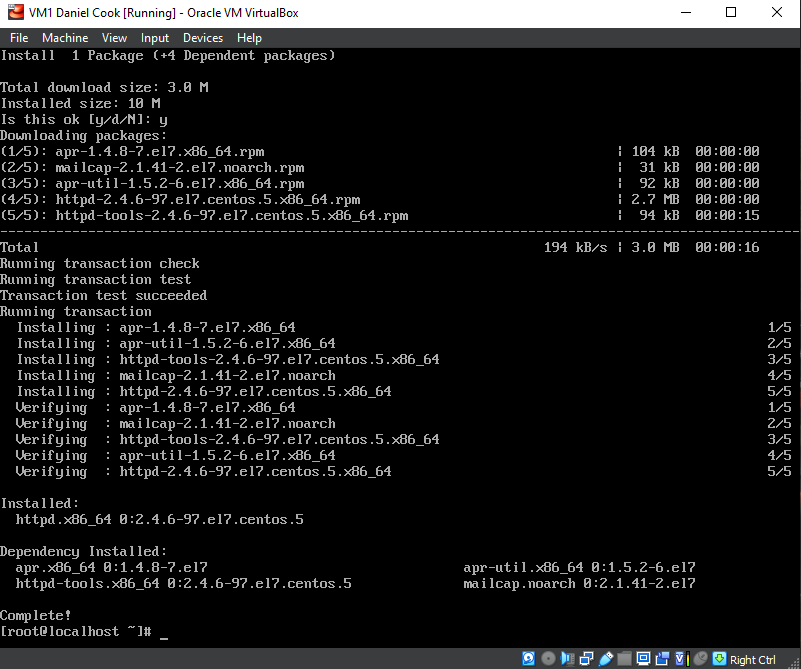 VM1 Daniel Cook [Running] - Oracle VM VirtualBox
File Machine View Input Devices Help
Install  1 Package (+4 Dependent packages)
Total download size: 3.0 M
Installed size: 10 M
Is this ok [y/d/N]: y
Downloading packages:
(1/5): apr-1.4.8-7.el7.x86_64.rpm | 104 kB 00:00:00
(2/5): mailcap-2.1.41-2.el7.noarch.rpm | 31 kB 00:00:00
(3/5): apr-util-1.5.2-6.el7.x86_64.rpm | 92 kB 00:00:00
(4/5): httpd-2.4.6-97.el7.centos.5.x86_64.rpm | 2.7 MB 00:00:00
(5/5): httpd-tools-2.4.6-97.el7.centos.5.x86_64.rpm | 94 kB 00:00:15
--------------------------------------------------------------------------------
Total 194 kB/s | 3.0 MB 00:00:16
Running transaction check
Running transaction test
Transaction test succeeded
Running transaction
Installing : apr-1.4.8-7.el7.x86_64 1/5
Installing : apr-util-1.5.2-6.el7.x86_64 2/5
Installing : httpd-tools-2.4.6-97.el7.centos.5.x86_64 3/5
Installing : mailcap-2.1.41-2.el7.noarch 4/5
Installing : httpd-2.4.6-97.el7.centos.5.x86_64 5/5
Verifying : apr-1.4.8-7.el7.x86_64 1/5
Verifying : mailcap-2.1.41-2.el7.noarch 2/5
Verifying : httpd-tools-2.4.6-97.el7.centos.5.x86_64 3/5
Verifying : apr-util-1.5.2-6.el7.x86_64 4/5
Verifying : httpd-2.4.6-97.el7.centos.5.x86_64 5/5
Installed:
httpd.x86_64 0:2.4.6-97.el7.centos.5
Dependency Installed:
apr.x86_64 0:1.4.8-7.el7 apr-util.x86_64 0:1.5.2-6.el7
httpd-tools.x86_64 0:2.4.6-97.el7.centos.5 mailcap.noarch 0:2.1.41-2.el7
Complete!
[root@localhost ~]# _
Right Ctrl